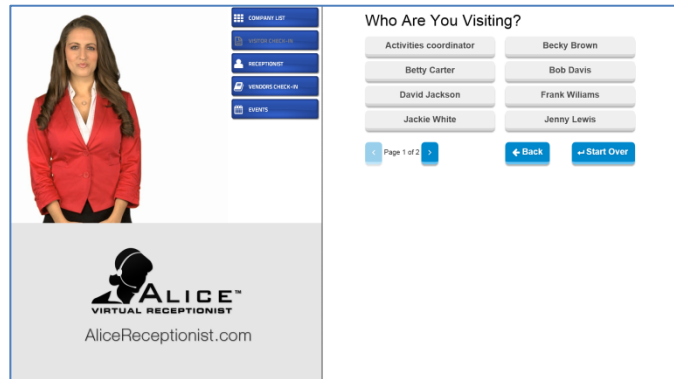 COMPANY LIST
VISITOR CHECK-IN
RECEPTIONIST
VENDORS CHECK-IN
EVENTS
ALICE™
VIRTUAL RECEPTIONIST
AliceReceptionist.com
Who Are You Visiting?
Activities coordinator
Becky Brown
Betty Carter
Bob Davis
David Jackson
Frank Wiliams
Jackie White
Jenny Lewis
Page 1 of 2
Back
Start Over